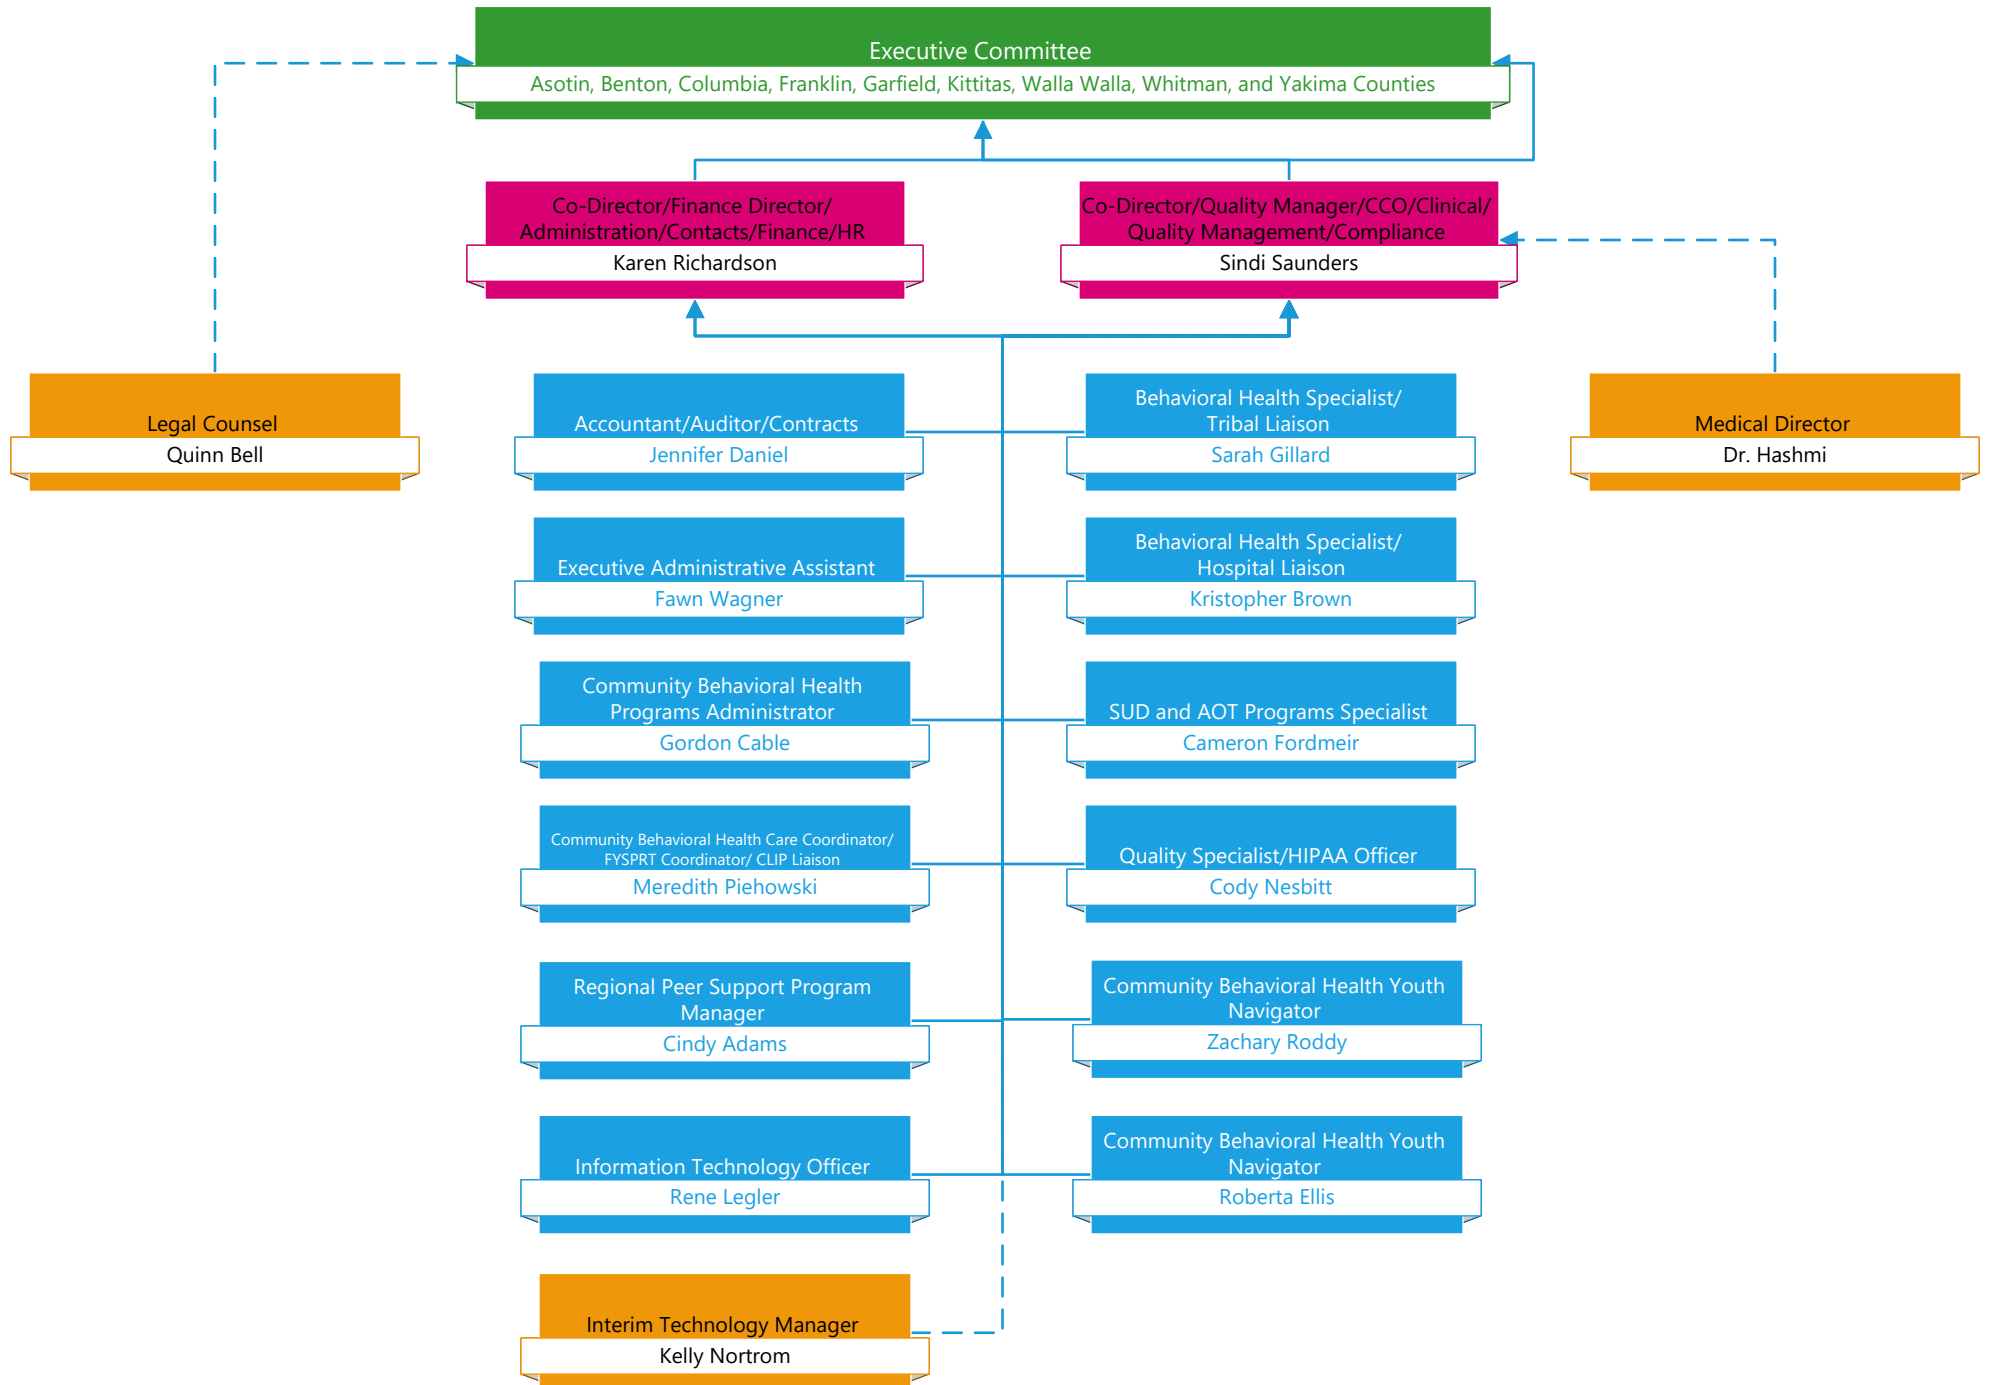 Executive Committee
Asotin, Benton, Columbia, Franklin, Garfield, Kittitas, Walla Walla, Whitman, and Yakima Counties
Co-Director/Finance Director/
Administration/Contacts/Finance/HR
Karen Richardson
Co-Director/Quality Manager/CCO/Clinical/
Quality Management/Compliance
Sindi Saunders
Legal Counsel
Quinn Bell
Accountant/Auditor/Contracts
Jennifer Daniel
Behavioral Health Specialist/
Tribal Liaison
Sarah Gillard
Medical Director
Dr. Hashmi
Executive Administrative Assistant
Fawn Wagner
Behavioral Health Specialist/
Hospital Liaison
Kristopher Brown
Community Behavioral Health
Programs Administrator
Gordon Cable
SUD and AOT Programs Specialist
Cameron Fordmeir
Community Behavioral Health Care Coordinator/
FYSPRT Coordinator/ CLIP Liaison
Meredith Piehowski
Quality Specialist/HIPAA Officer
Cody Nesbitt
Regional Peer Support Program
Manager
Cindy Adams
Community Behavioral Health Youth
Navigator
Zachary Roddy
Information Technology Officer
Rene Legler
Community Behavioral Health Youth
Navigator
Roberta Ellis
Interim Technology Manager
Kelly Nortrom